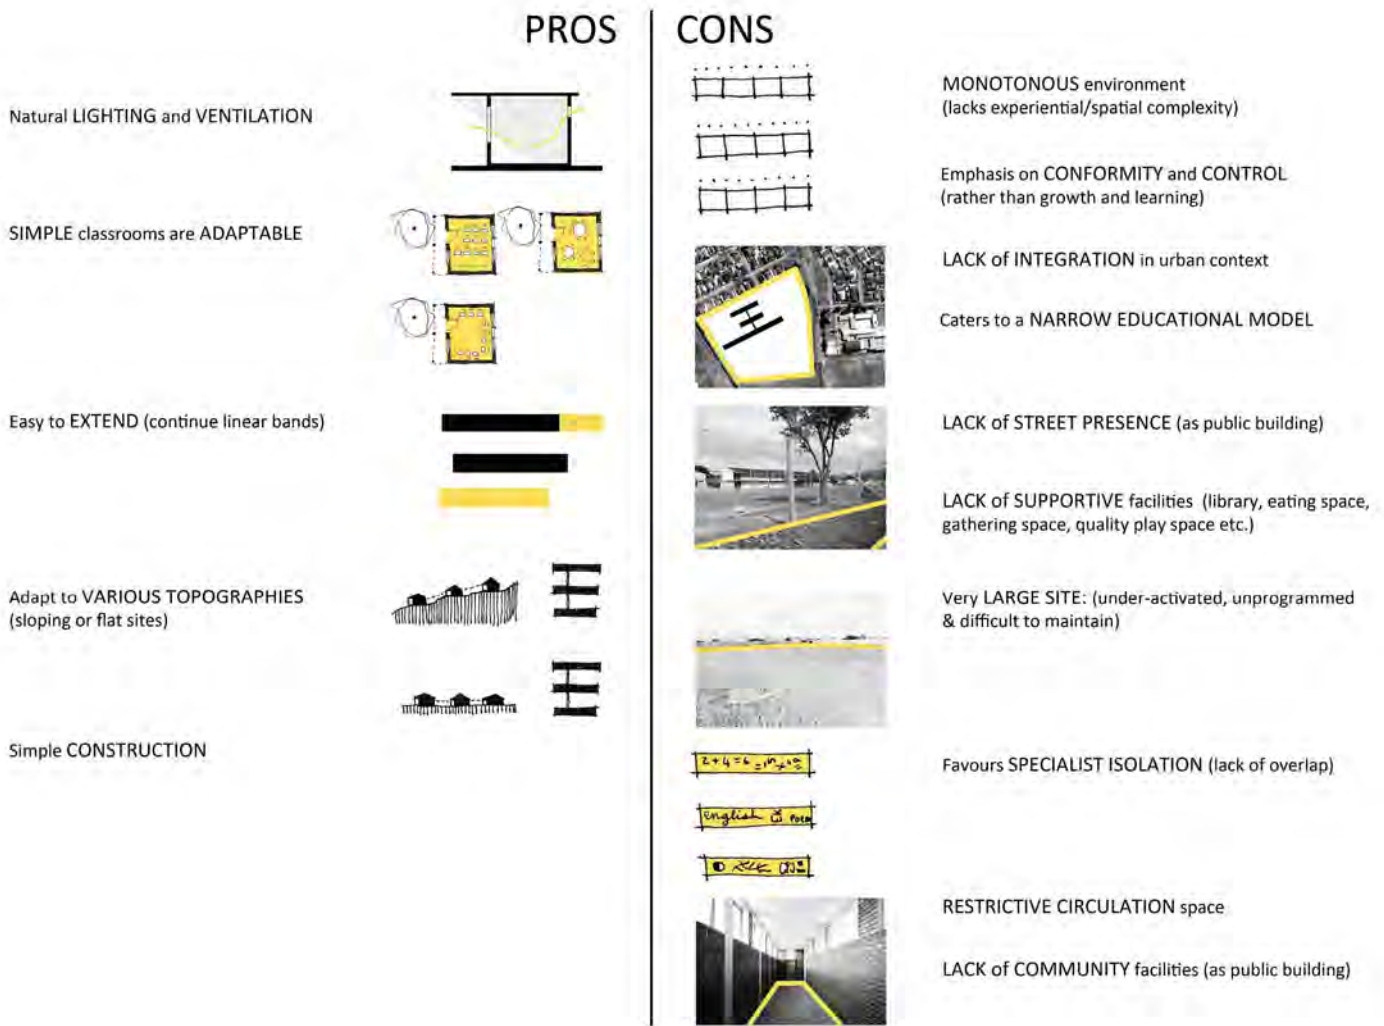 PROS
CONS
Natural LIGHTING and VENTILATION
SIMPLE classrooms are ADAPTABLE
Easy to EXTEND (continue linear bands)
Adapt to VARIOUS TOPOGRAPHIES
(sloping or flat sites)
Simple CONSTRUCTION
MONOTONOUS environment
(lacks experiential/spatial complexity)
Emphasis on CONFORMITY and CONTROL
(rather than growth and learning)
LACK of INTEGRATION in urban context
Caters to a NARROW EDUCATIONAL MODEL
LACK of STREET PRESENCE (as public building)
LACK of SUPPORTIVE facilities (library, eating space,
gathering space, quality play space etc.)
Very LARGE SITE: (under-activated, unprogrammed
& difficult to maintain)
2+4=6
english
Favours SPECIALIST ISOLATION (lack of overlap)
RESTRICTIVE CIRCULATION space
LACK of COMMUNITY facilities (as public building)